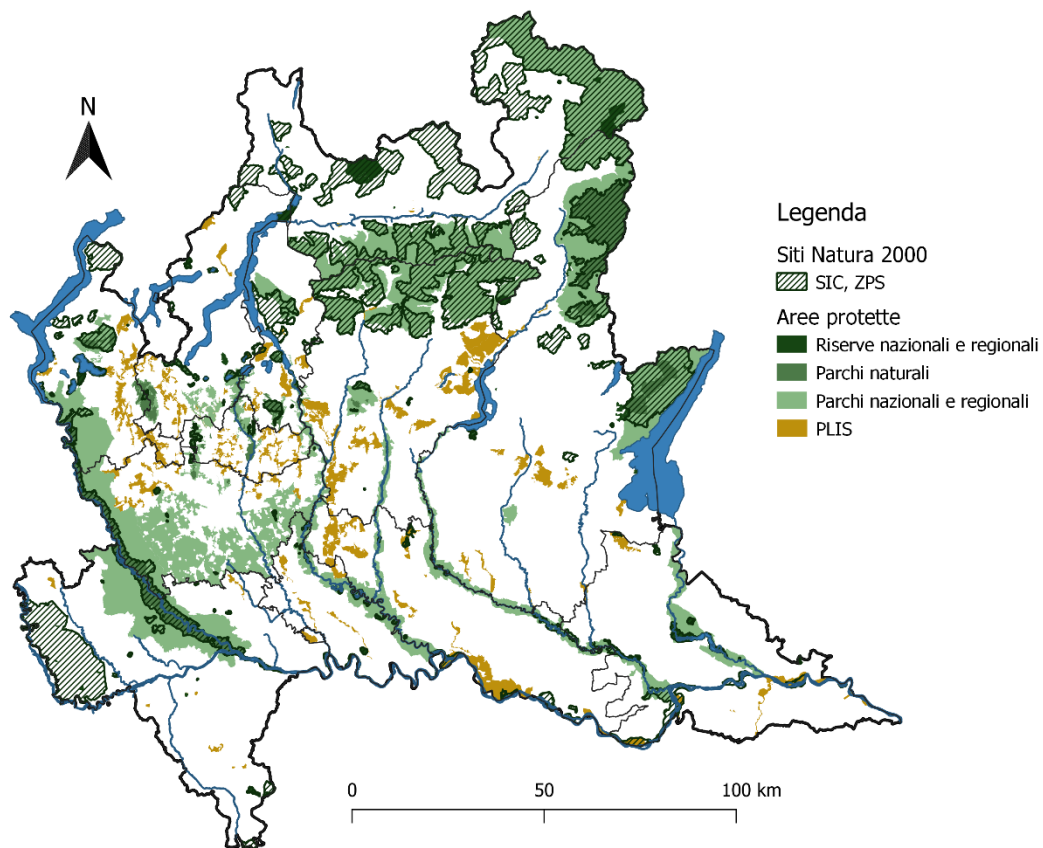 N
Legenda
Siti Natura 2000
SIC, ZPS
Aree protette
Riserve nazionali e regionali
Parchi naturali
Parchi nazionali e regionali
PLIS
0 50 100 km